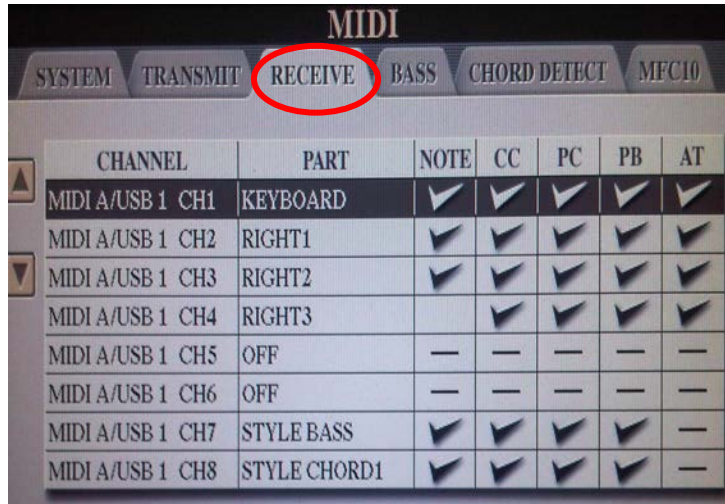 MIDI
SYSTEM TRANSMIT RECEIVE BASS CHORD DETECT MFC10
CHANNEL PART NOTE CC PC PB AT
MIDI A/USB 1 CH1 KEYBOARD
MIDI A/USB 1 CH2 RIGHT1
MIDI A/USB 1 CH3 RIGHT2
MIDI A/USB 1 CH4 RIGHT3
MIDI A/USB 1 CH5 OFF — — — — —
MIDI A/USB 1 CH6 OFF — — — — —
MIDI A/USB 1 CH7 STYLE BASS —
MIDI A/USB 1 CH8 STYLE CHORD1 —